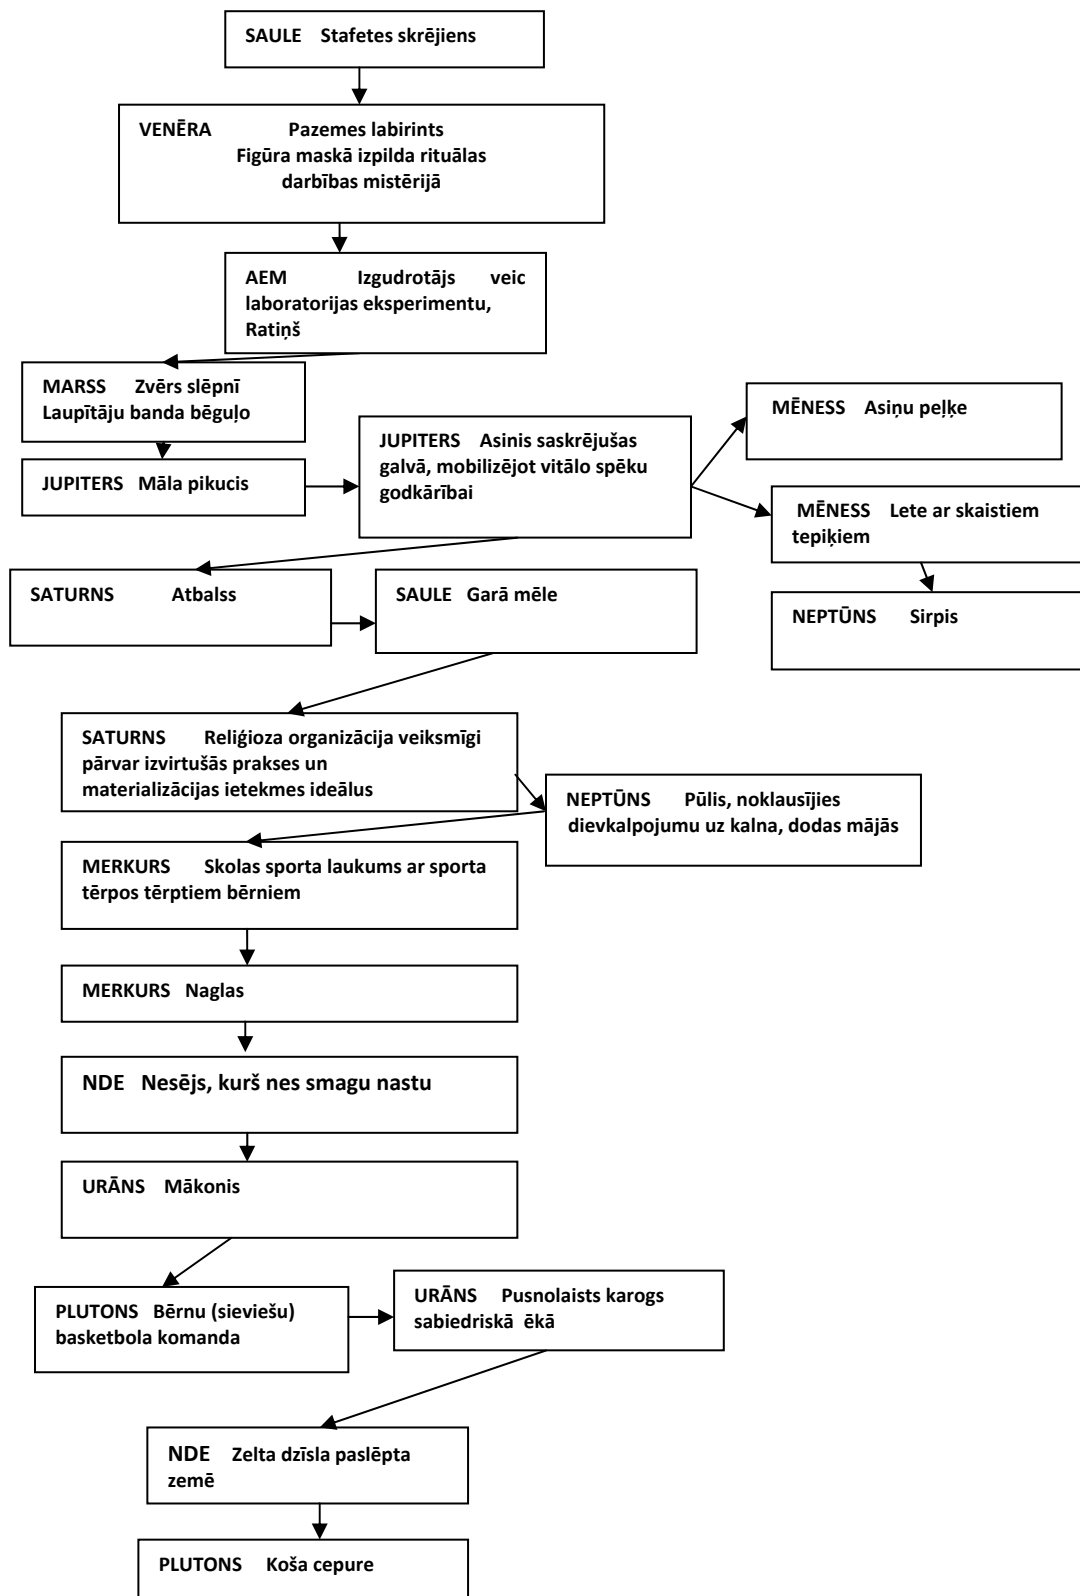 SAULE Stafetes skrējiens
VENĒRA Pazemes labirints
Figūra maskā izpilda rituālas
darbības mistērijā
AEM Izgudrotājs veic
laboratorijas eksperimentu,
Ratiņš
MARSS Zvērs slēpnī
Laupītāju banda bēguļo
JUPITERS Māla pikucis
JUPITERS Asinis saskrējušas
galvā, mobilizējot vitālo spēku
godkārībai
MĒNESS Asiņu peļķe
MĒNESS Lete ar skaistiem
tepiķiem
NEPTŪNS Sirpis
SATURNS Atbalss
SAULE Garā mēle
SATURNS Reliģioza organizācija veiksmīgi
pārvar izvirtušās prakses un
materializācijas ietekmes ideālus
NEPTŪNS Pūlis, noklausījies
dievkalpojumu uz kalna, dodas mājās
MERKURS Skolas sporta laukums ar sporta
tērpos tērptiem bērniem
MERKURS Naglas
NDE Nesējs, kurš nes smagu nastu
URĀNS Mākonis
PLUTONS Bērnu (sieviešu)
basketbola komanda
URĀNS Pusnolaists karogs
sabiedriskā ēkā
NDE Zelta dzīsla paslēpta
zemē
PLUTONS Koša cepure